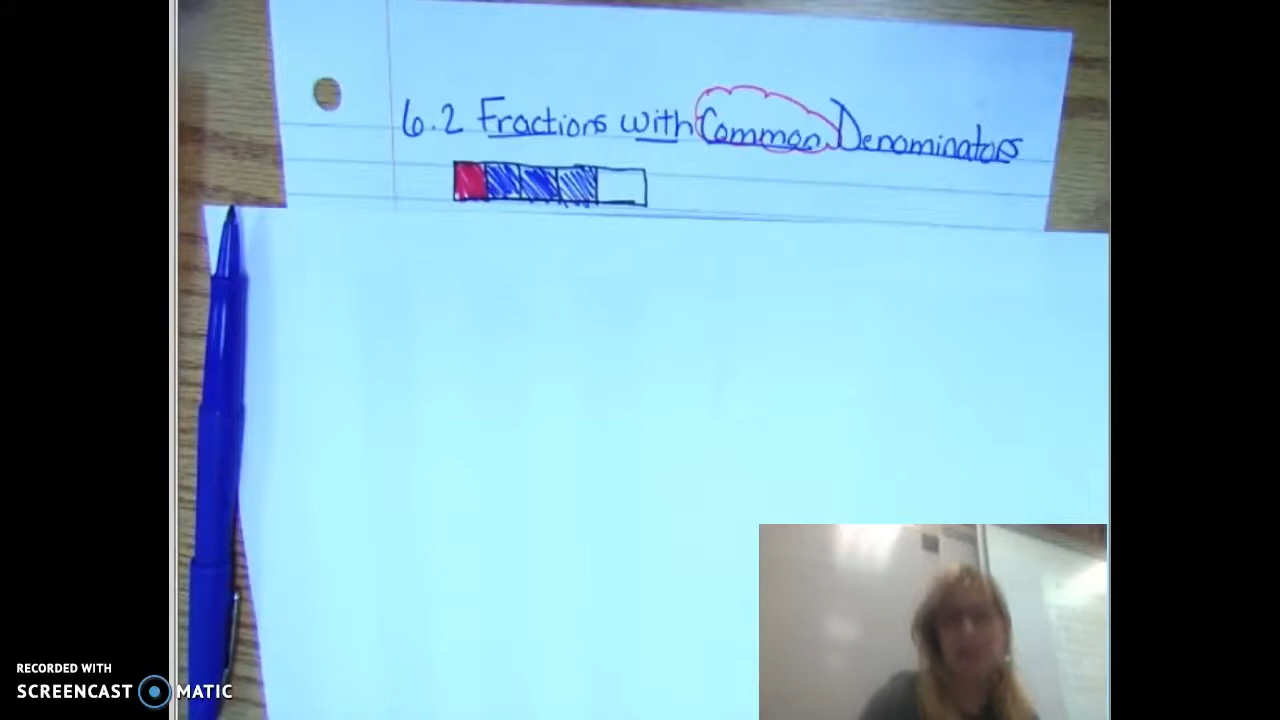 6.2 Fractions with Common Denominators
RECORDED WITH
SCREENCAST MATIC